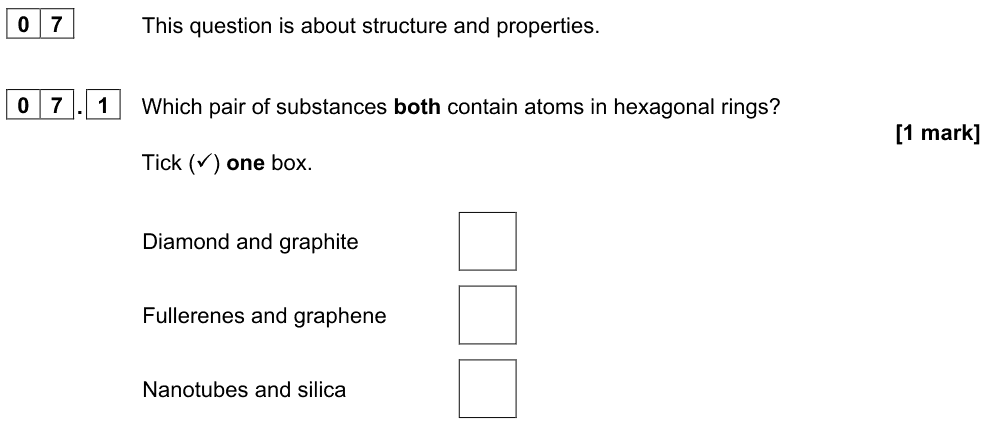 0 7 This question is about structure and properties.
0 7 . 1 Which pair of substances both contain atoms in hexagonal rings?
[1 mark]
Tick (✓) one box.
Diamond and graphite
Fullerenes and graphene
Nanotubes and silica